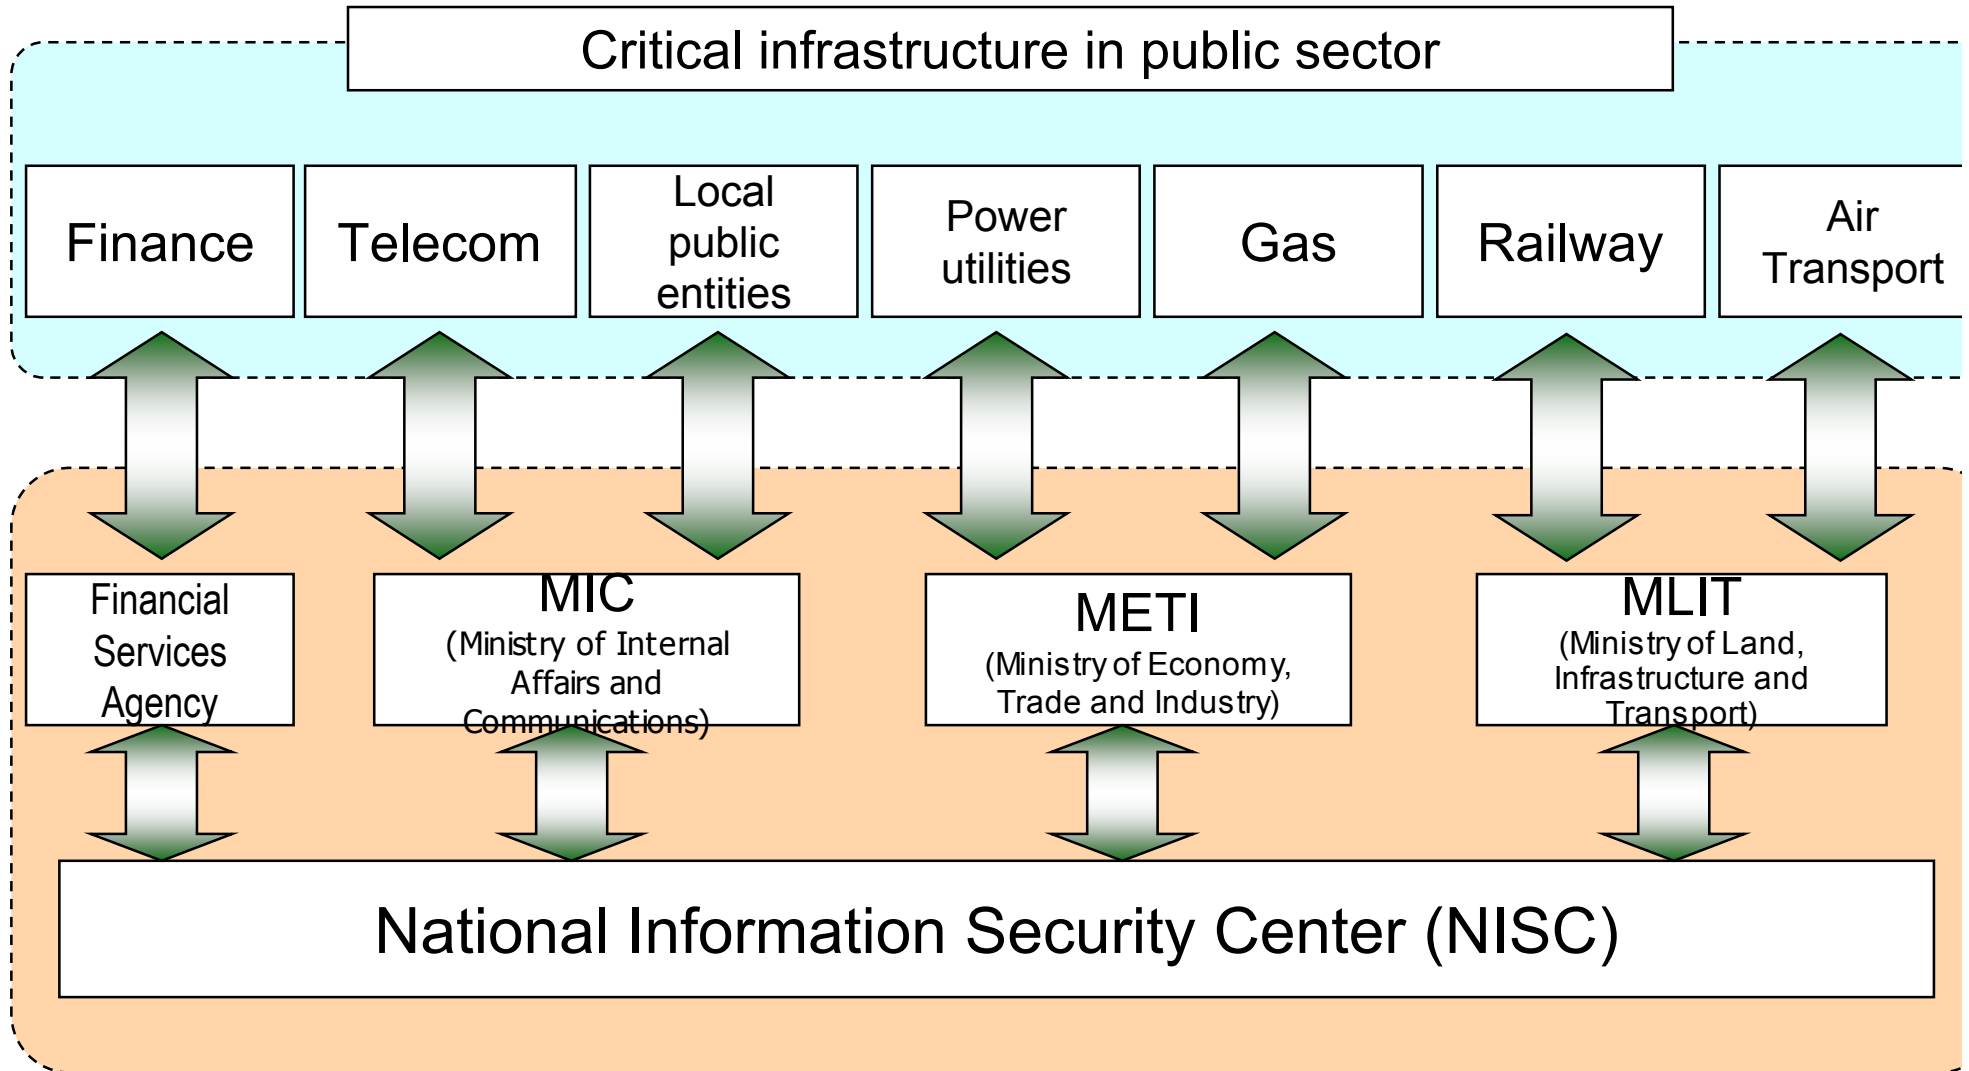 Critical infrastructure in public sector
Finance
Telecom
Local
public
entities
Power
utilities
Gas
Railway
Air
Transport
Financial
Services
Agency
MIC
(Ministry of Internal
Affairs and
Communications)
METI
(Ministry of Economy,
Trade and Industry)
MLIT
(Ministry of Land,
Infrastructure and
Transport)
National Information Security Center (NISC)